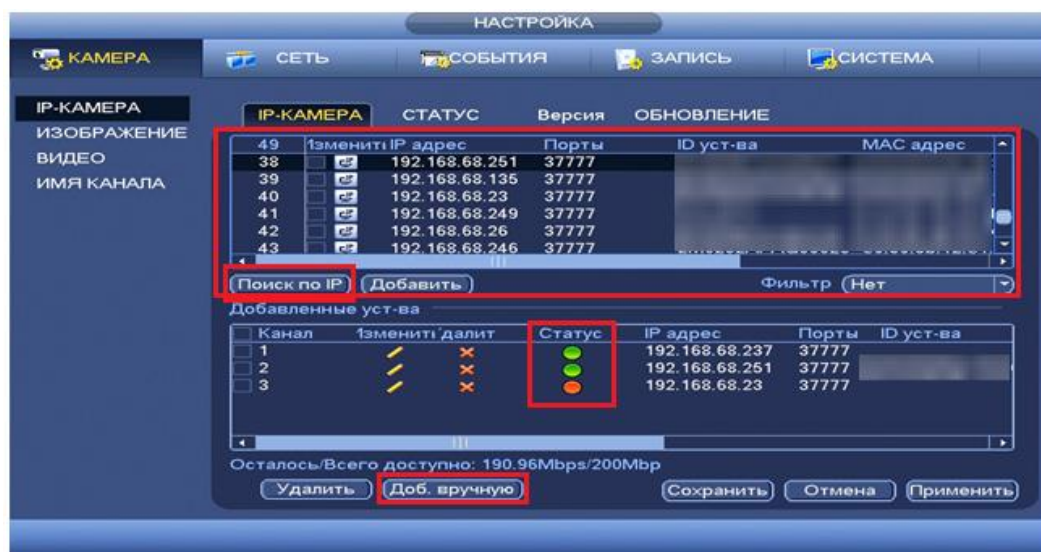 НАСТРОЙКА
КАМЕРА СЕТЬ СОБЫТИЯ ЗАПИСЬ СИСТЕМА
IP-КАМЕРА
ИЗОБРАЖЕНИЕ
ВИДЕО
ИМЯ КАНАЛА
IP-КАМЕРА СТАТУС Версия ОБНОВЛЕНИЕ
49 Изменити IP адрес Порты ID уст-ва MAC адрес
38 192.168.68.251 37777
39 192.168.68.135 37777
40 192.168.68.23 37777
41 192.168.68.249 37777
42 192.168.68.26 37777
43 192.168.68.246 37777
Поиск по IP Добавить Фильтр Нет
Добавленные уст-ва
Канал Изменить далит Статус IP адрес Порты ID уст-ва
1 192.168.68.237 37777
2 192.168.68.251 37777
3 192.168.68.23 37777
Осталось/Всего доступно: 190.96Mbps/200Mbp
Удалить Доб. вручную Сохранить Отмена Применить